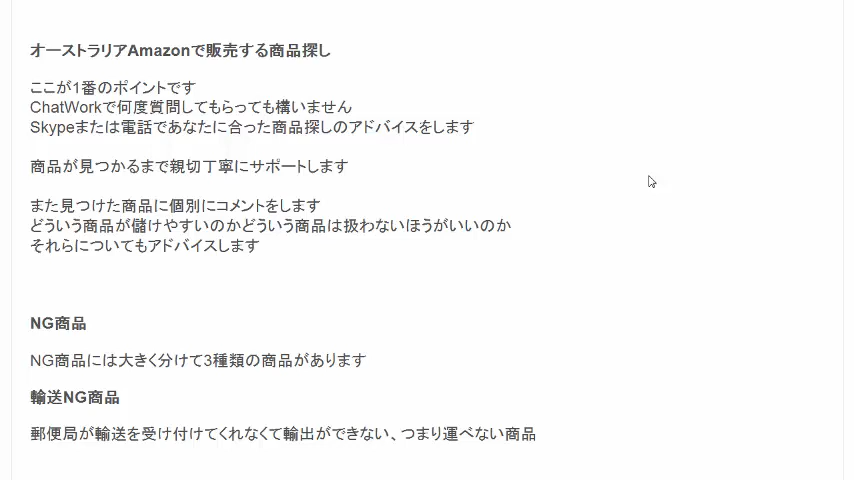 オーストラリアAmazonで販売する商品探し
ここが1番のポイントです
ChatWorkで何度質問してもらっても構いません
Skypeまたは電話であなたに合った商品探しのアドバイスをします
商品が見つかるまで親切丁寧にサポートします
また見つけた商品に個別にコメントをします
どういう商品が儲けやすいのかどういう商品は扱わないほうがいいのか
それらについてもアドバイスします
NG商品
NG商品には大きく分けて3種類の商品があります
輸送NG商品
郵便局が輸送を受け付けてくれなくて輸出ができない、つまり運べない商品